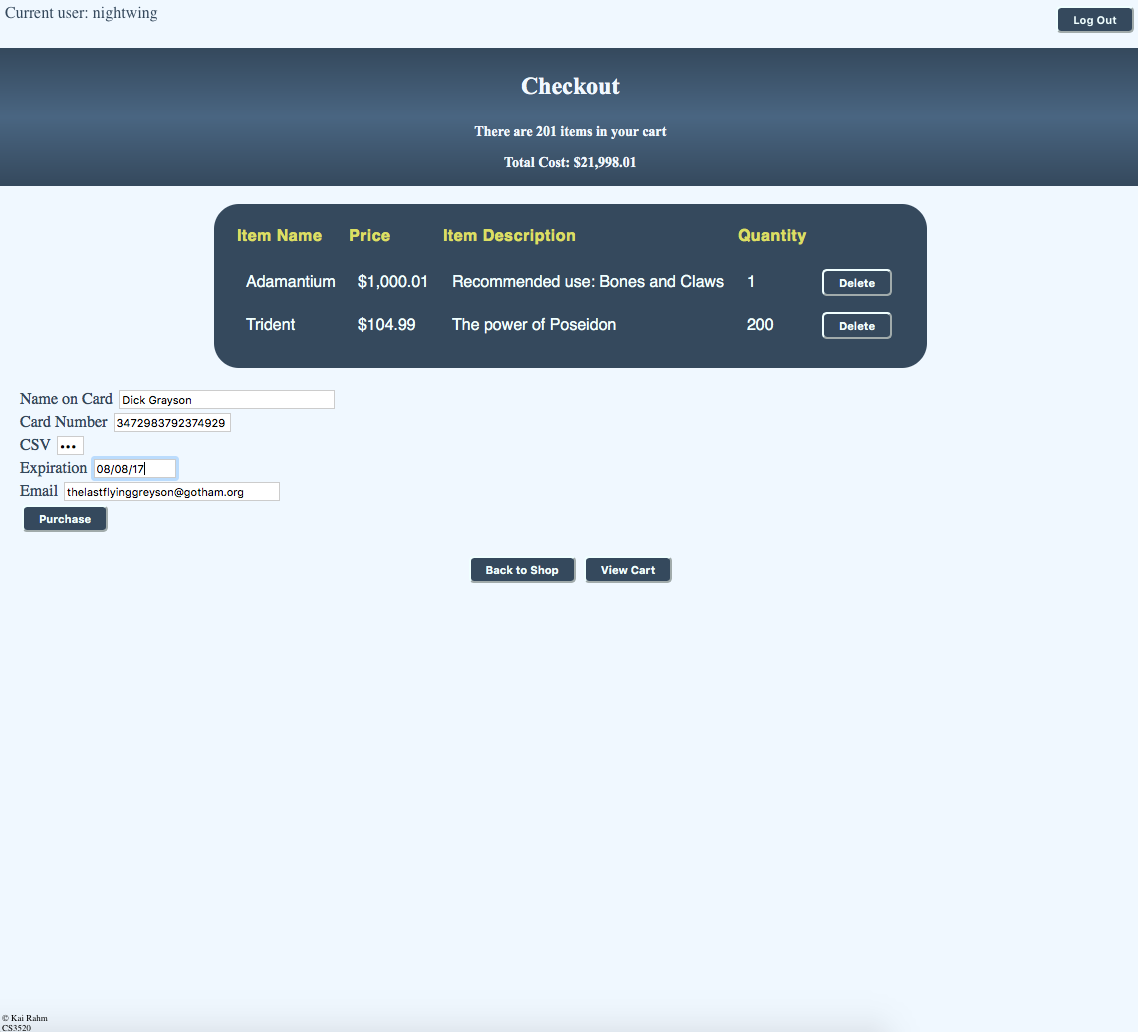 Current user: nightwing
Log Out
Checkout
There are 201 items in your cart
Total Cost: $21,998.01
Item Name Price Item Description Quantity
Adamantium $1,000.01 Recommended use: Bones and Claws 1 Delete
Trident $104.99 The power of Poseidon 200 Delete
Name on Card Dick Grayson
Card Number 3472983792374929
CSV •••
Expiration 08/08/17
Email thelastflyinggreyson@gotham.org
Purchase
Back to Shop View Cart
© Kai Rahm
CS3520